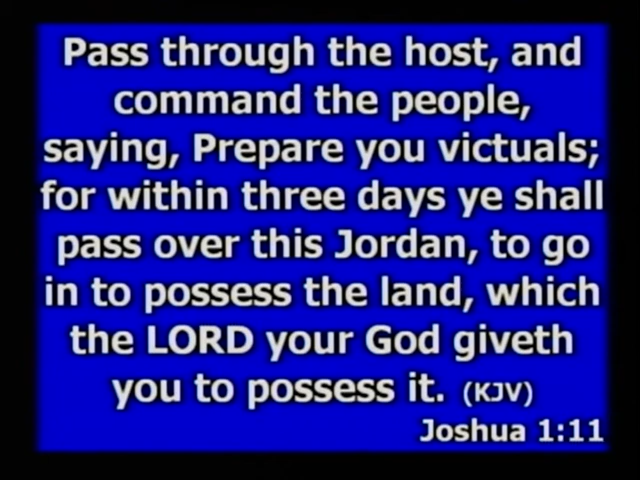 Pass through the host, and
command the people,
saying, Prepare you victuals;
for within three days ye shall
pass over this Jordan, to go
in to possess the land, which
the LORD your God giveth
you to possess it. (KJV)
Joshua 1:11